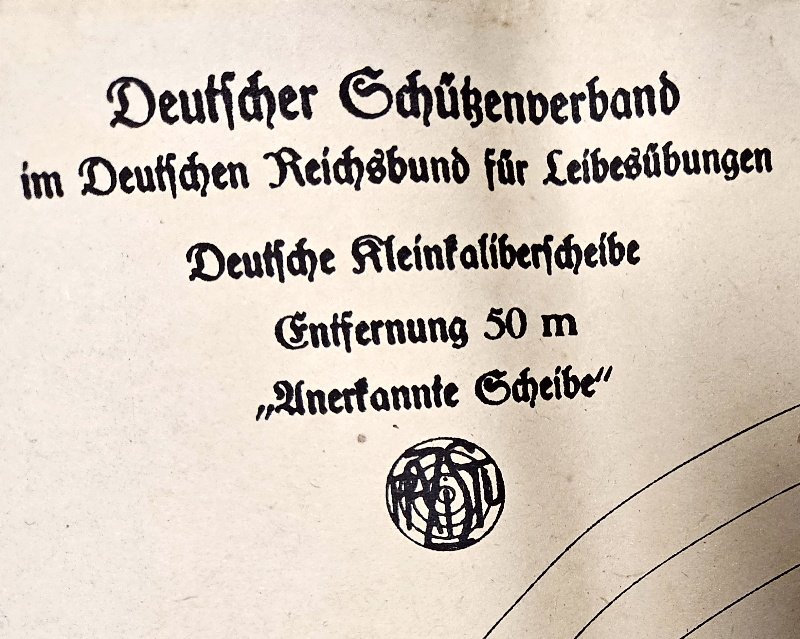 Deutscher Schützenverband
im Deutschen Reichsbund für Leibesübungen
Deutsche Kleinkaliberscheibe
Entfernung 50 m
„Anerkannte Scheibe“